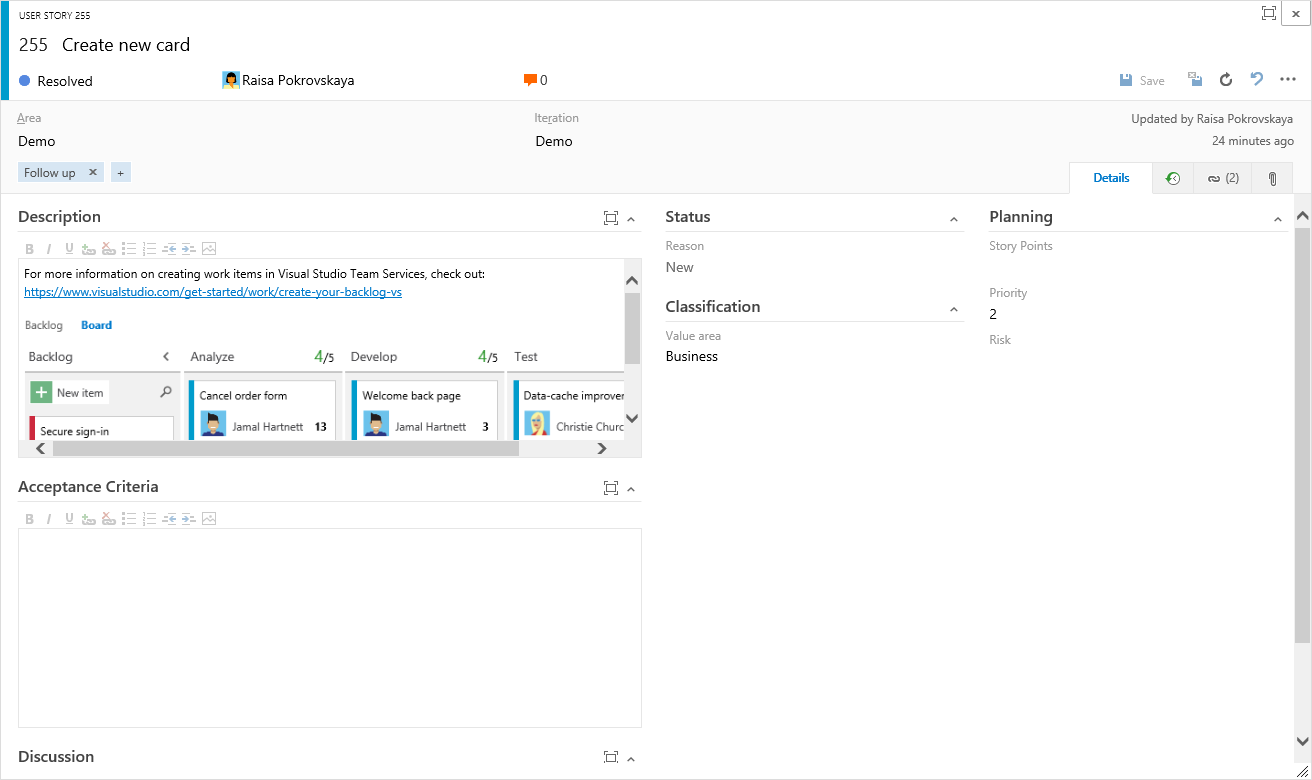 USER STORY 255
255 Create new card
Resolved Raisa Pokrovskaya 0 Save
Area Iteration Updated by Raisa Pokrovskaya
Demo Demo 24 minutes ago
Follow up × +
Details (2)
Description
B I U
For more information on creating work items in Visual Studio Team Services, check out:
https://www.visualstudio.com/get-started/work/create-your-backlog-vs
Backlog Board
Backlog Analyze 4/5 Develop 4/5 Test
New item
Cancel order form
Jamal Hartnett 13
Welcome back page
Jamal Hartnett 3
Data-cache improver
Christie Churc
Secure sign-in
Acceptance Criteria
B I U
Discussion
Status
Reason
New
Classification
Value area
Business
Planning
Story Points
Priority
2
Risk